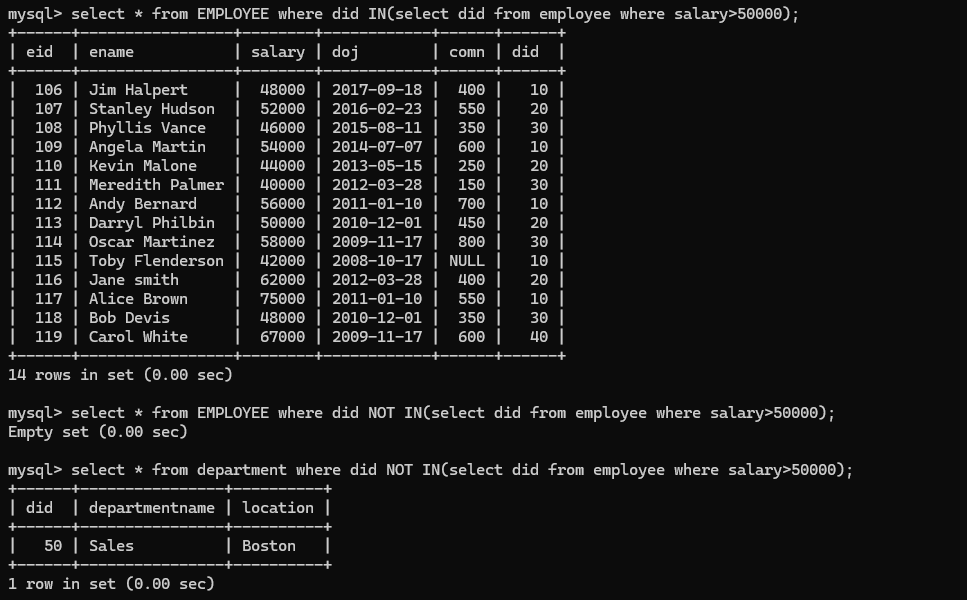 mysql> select * from EMPLOYEE where did IN(select did from employee where salary>50000);
+------+-----------------+--------+------------+------+------+
| eid  | ename           | salary | doj        | comn | did  |
+------+-----------------+--------+------------+------+------+
|  106 | Jim Halpert     |  48000 | 2017-09-18 |  400 |   10 |
|  107 | Stanley Hudson  |  52000 | 2016-02-23 |  550 |   20 |
|  108 | Phyllis Vance   |  46000 | 2015-08-11 |  350 |   30 |
|  109 | Angela Martin   |  54000 | 2014-07-07 |  600 |   10 |
|  110 | Kevin Malone    |  44000 | 2013-05-15 |  250 |   20 |
|  111 | Meredith Palmer |  40000 | 2012-03-28 |  150 |   30 |
|  112 | Andy Bernard    |  56000 | 2011-01-10 |  700 |   10 |
|  113 | Darryl Philbin  |  50000 | 2010-12-01 |  450 |   20 |
|  114 | Oscar Martinez  |  58000 | 2009-11-17 |  800 |   30 |
|  115 | Toby Flenderson |  42000 | 2008-10-17 | NULL |   10 |
|  116 | Jane smith      |  62000 | 2012-03-28 |  400 |   20 |
|  117 | Alice Brown     |  75000 | 2011-01-10 |  550 |   10 |
|  118 | Bob Devis       |  48000 | 2010-12-01 |  350 |   30 |
|  119 | Carol White     |  67000 | 2009-11-17 |  600 |   40 |
+------+-----------------+--------+------------+------+------+
14 rows in set (0.00 sec)

mysql> select * from EMPLOYEE where did NOT IN(select did from employee where salary>50000);
Empty set (0.00 sec)

mysql> select * from department where did NOT IN(select did from employee where salary>50000);
+------+----------------+----------+
| did  | departmentname | location |
+------+----------------+----------+
|   50 | Sales          | Boston   |
+------+----------------+----------+
1 row in set (0.00 sec)